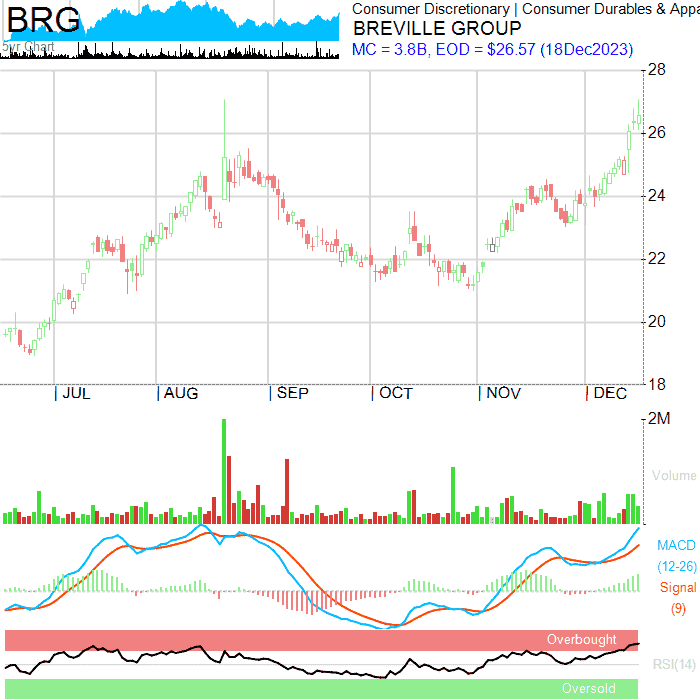 BRG
5yr Chart
Consumer Discretionary | Consumer Durables & Appa
BREVILLE GROUP
MC = 3.8B, EOD = $26.57 (18Dec2023)
28
26
24
22
20
18
| JUL | AUG | SEP | OCT | NOV | DEC
2M
Volume
MACD
(12-26)
Signal
(9)
Overbought
RSI(14)
Oversold